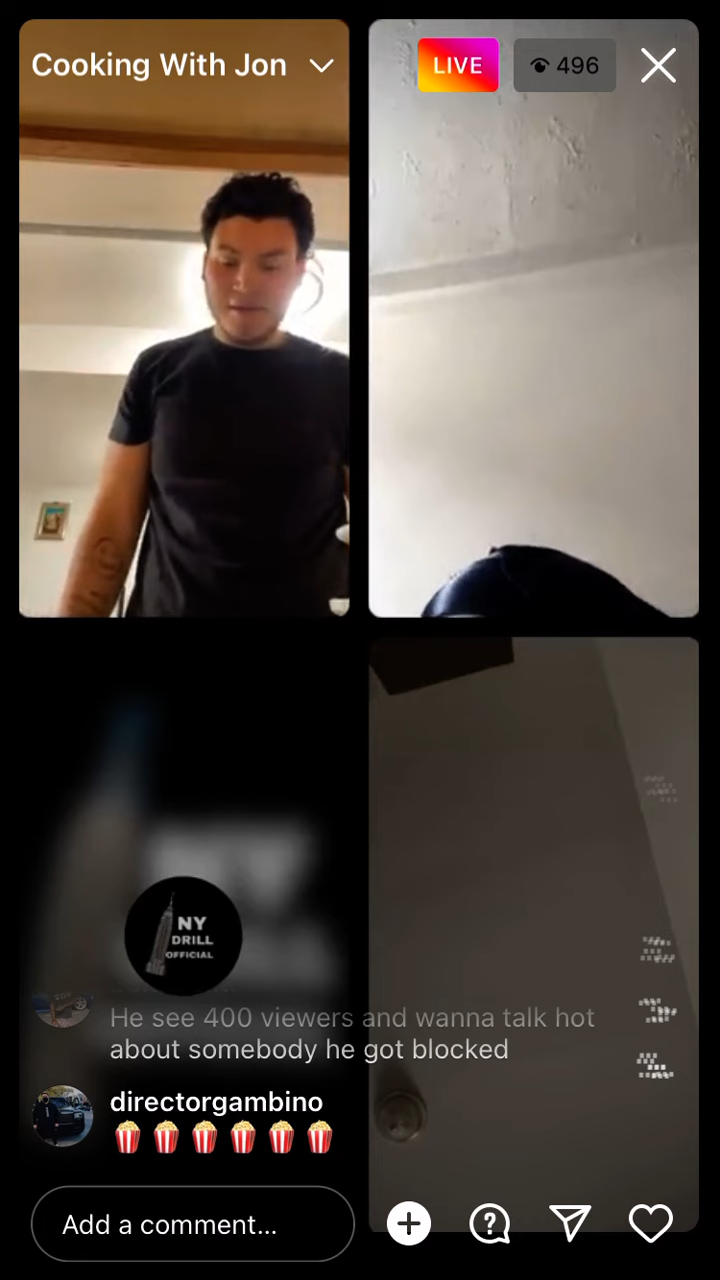 Cooking With Jon
LIVE
496
NY
DRILL
OFFICIAL
He see 400 viewers and wanna talk hot
about somebody he got blocked
directorgambino
🍿 🍿 🍿 🍿 🍿 🍿
Add a comment...